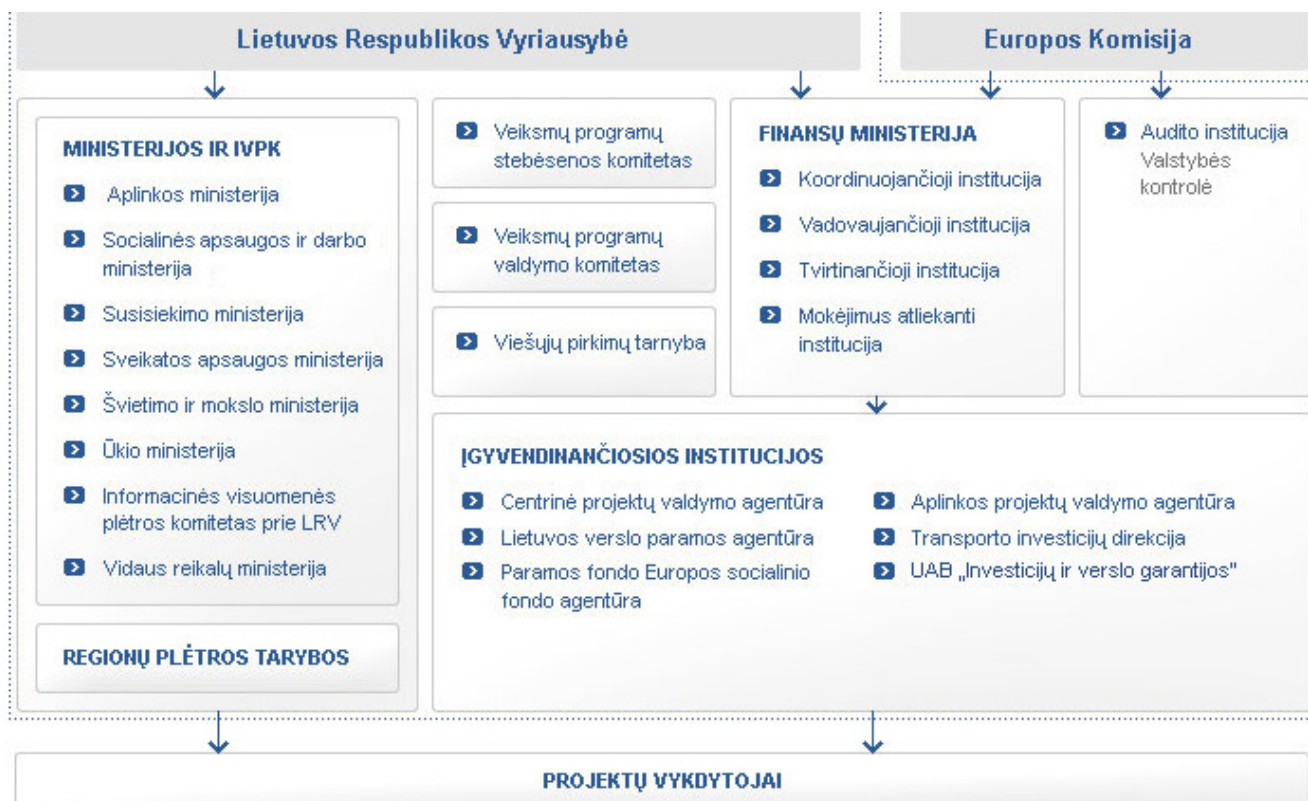 Lietuvos Respublikos Vyriausybė
Europos Komisija
MINISTERIJOS IR IVPK
Aplinkos ministerija
Socialinės apsaugos ir darbo
ministerija
Susisiekimo ministerija
Sveikatos apsaugos ministerija
Švietimo ir mokslo ministerija
Ūkio ministerija
Informacinės visuomenės
plėtros komitetas prie LRV
Vidaus reikalų ministerija
REGIONŲ PLĖTROS TARYBOS
Veiksmų programų
stebėsenos komitetas
Veiksmų programų
valdymo komitetas
Viešųjų pirkimų tarnyba
FINANSŲ MINISTERIJA
Koordinuojančioji institucija
Vadovaujančioji institucija
Tvirtinančioji institucija
Mokėjimus atliekanti
institucija
Audito institucija
Valstybės
kontrolė
ĮGYVENDINANČIOSIOS INSTITUCIJOS
Centrinė projektų valdymo agentūra
Lietuvos verslo paramos agentūra
Paramos fondo Europos socialinio
fondo agentūra
Aplinkos projektų valdymo agentūra
Transporto investicijų direkcija
UAB „Investicijų ir verslo garantijos"
PROJEKTŲ VYKDYTOJAI